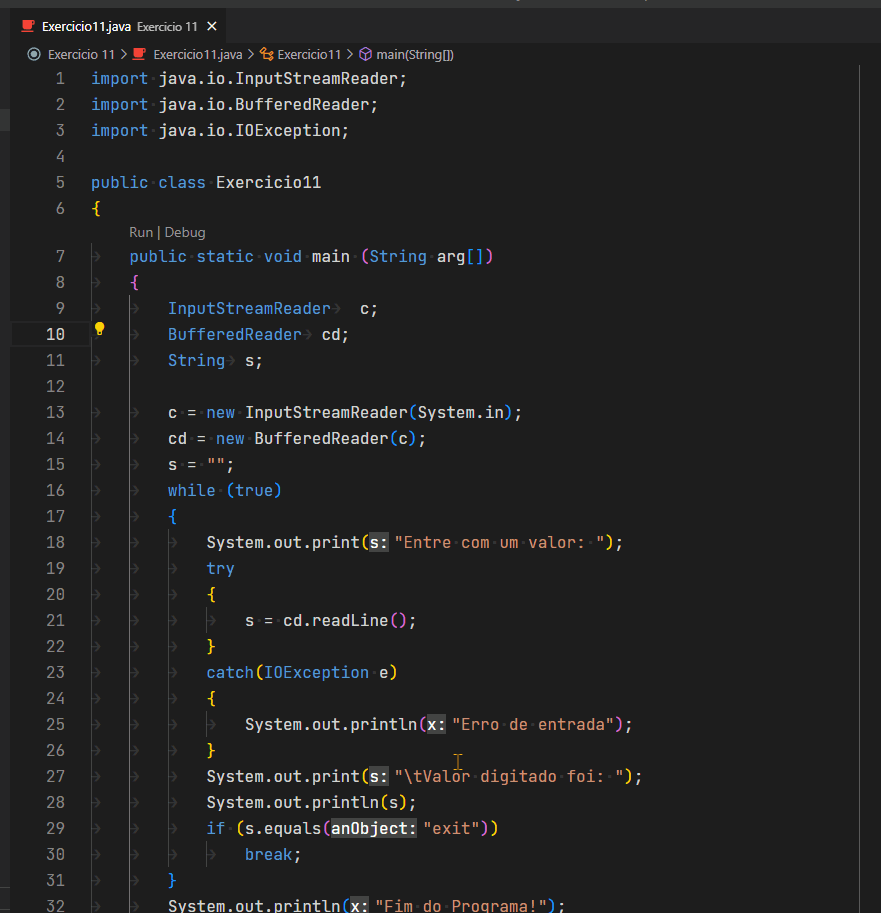 Exercicio11.java Exercicio 11 ×
Exercicio 11 > Exercicio11.java > Exercicio11 > main(String[])
1 import java.io.InputStreamReader;
2 import java.io.BufferedReader;
3 import java.io.IOException;
4
5 public class Exercicio11
6 {
Run | Debug
7 public static void main (String arg[])
8 {
9 InputStreamReader c;
10 BufferedReader cd;
11 String s;
12
13 c = new InputStreamReader(System.in);
14 cd = new BufferedReader(c);
15 s = "";
16 while (true)
17 {
18 System.out.print(s: "Entre com um valor: ");
19 try
20 {
21 s = cd.readLine();
22 }
23 catch(IOException e)
24 {
25 System.out.println(x: "Erro de entrada");
26 }
27 System.out.print(s: "\tValor digitado foi: ");
28 System.out.println(s);
29 if (s.equals(anObject: "exit"))
30 break;
31 }
32 System.out.println(x: "Fim do Programa!");